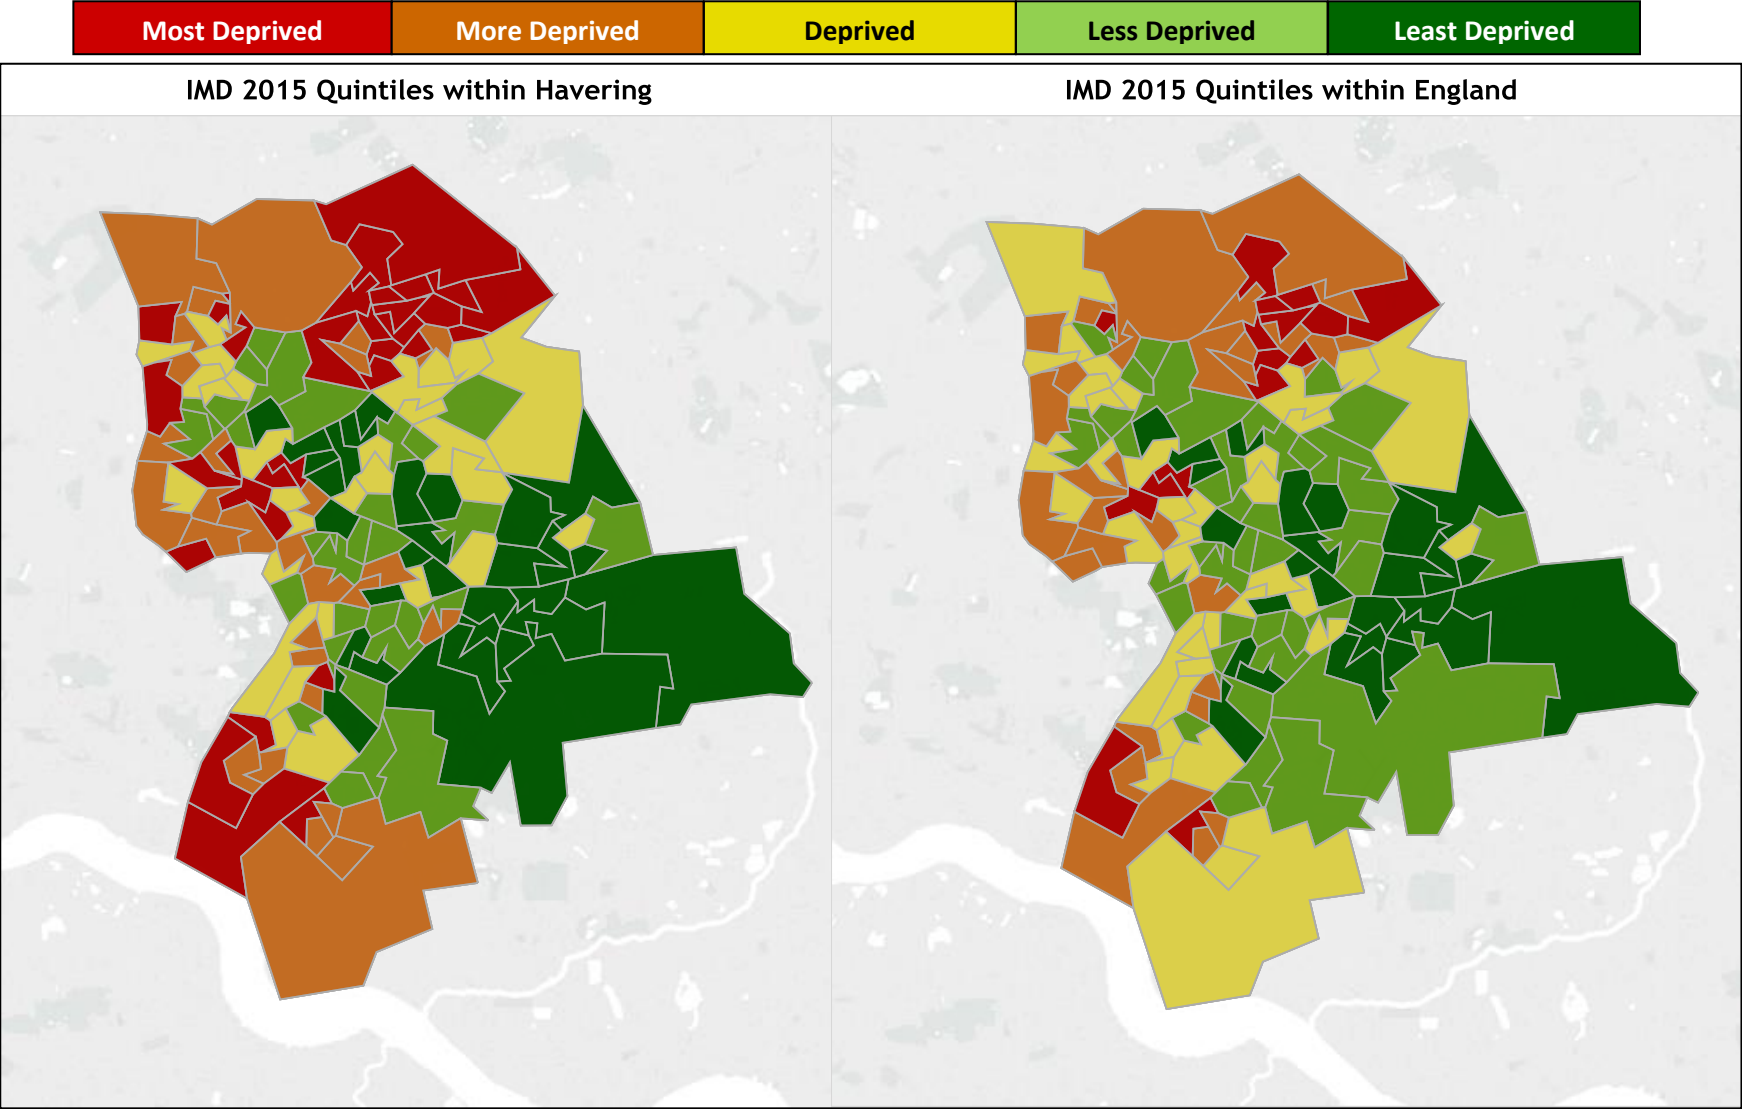 Most Deprived More Deprived Deprived Less Deprived Least Deprived
IMD 2015 Quintiles within Havering IMD 2015 Quintiles within England